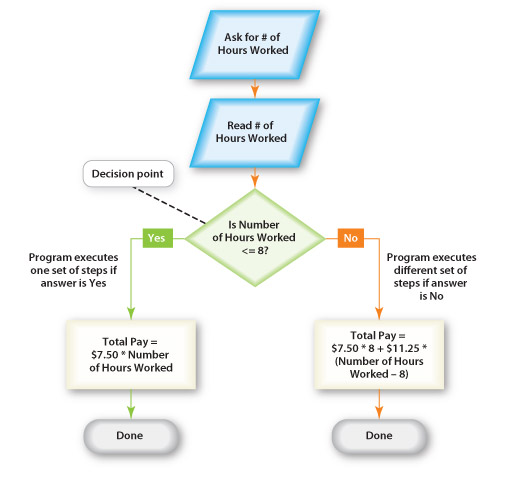 Ask for # of
Hours Worked
Read # of
Hours Worked
Decision point
Is Number
of Hours Worked
<= 8?
Yes
No
Program executes
one set of steps if
answer is Yes
Program executes
different set of
steps if answer
is No
Total Pay =
$7.50 * Number
of Hours Worked
Total Pay =
$7.50 * 8 + $11.25 *
(Number of Hours
Worked – 8)
Done
Done